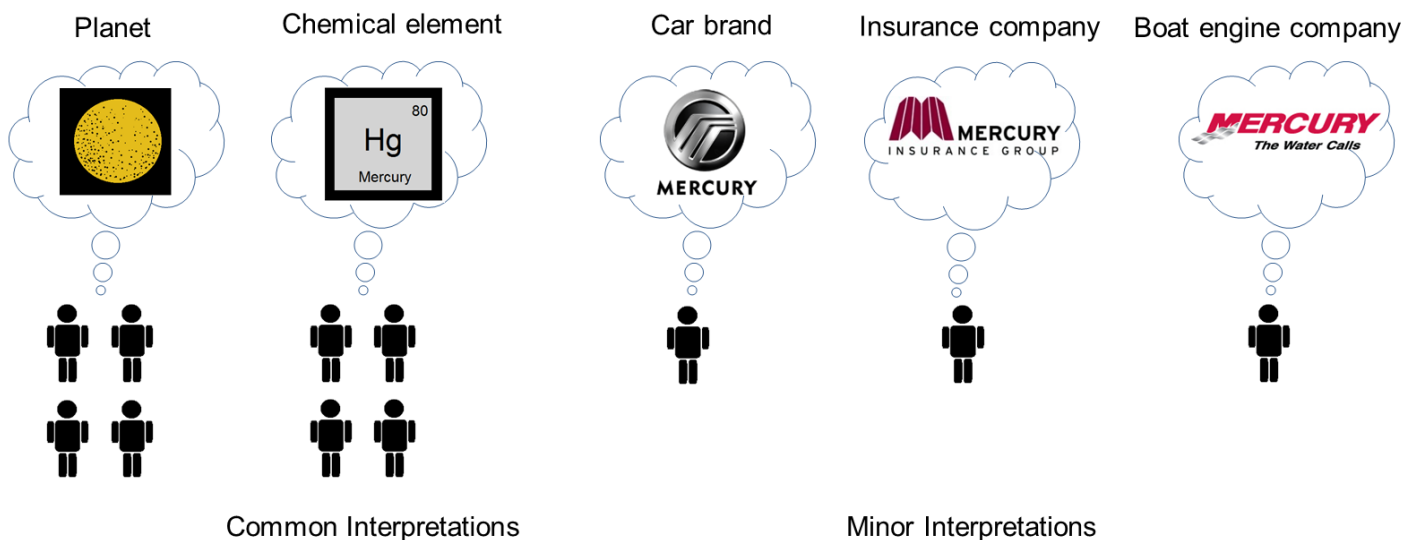 Planet
Chemical element
Car brand
Insurance company
Boat engine company
80
Hg
Mercury
MERCURY
MERCURY
INSURANCE GROUP
MERCURY
The Water Calls
Common Interpretations
Minor Interpretations